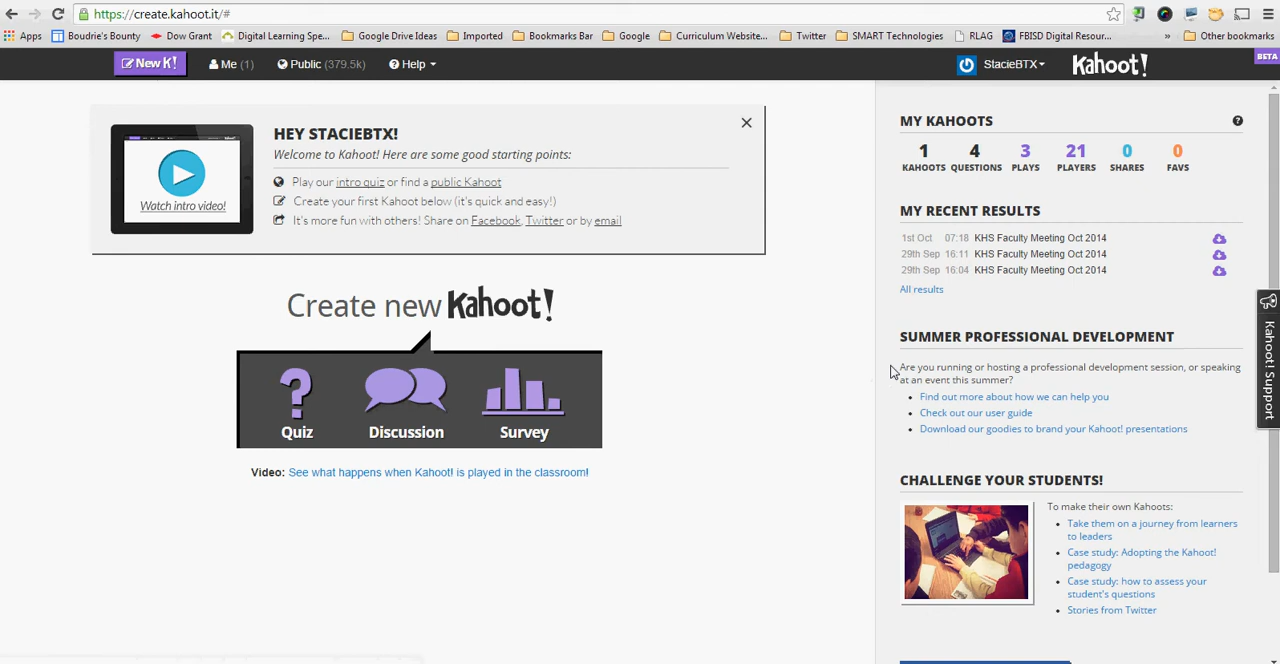 https://create.kahoot.it/#
Apps Boudrie's Bounty Dow Grant Digital Learning Spe... Google Drive Ideas Imported Bookmarks Bar Google Curriculum Website... Twitter SMART Technologies RLAG FBISD Digital Resour... » Other bookmarks
New K! Me (1) Public (379.5k) Help StacieBTX Kahoot! BETA
HEY STACIEBTX!
Welcome to Kahoot! Here are some good starting points:
Play our intro quiz or find a public Kahoot
Create your first Kahoot below (it's quick and easy!)
It's more fun with others! Share on Facebook, Twitter or by email
Watch intro video!
Create new Kahoot!
Quiz Discussion Survey
Video: See what happens when Kahoot! is played in the classroom!
MY KAHOOTS ?
1 4 3 21 0 0
KAHOOTS QUESTIONS PLAYS PLAYERS SHARES FAVS
MY RECENT RESULTS
1st Oct 07:18 KHS Faculty Meeting Oct 2014
29th Sep 16:11 KHS Faculty Meeting Oct 2014
29th Sep 16:04 KHS Faculty Meeting Oct 2014
All results
SUMMER PROFESSIONAL DEVELOPMENT
Are you running or hosting a professional development session, or speaking
at an event this summer?
Find out more about how we can help you
Check out our user guide
Download our goodies to brand your Kahoot! presentations
CHALLENGE YOUR STUDENTS!
To make their own Kahoots:
Take them on a journey from learners
to leaders
Case study: Adopting the Kahoot!
pedagogy
Case study: how to assess your
student's questions
Stories from Twitter
Kahoot! Support